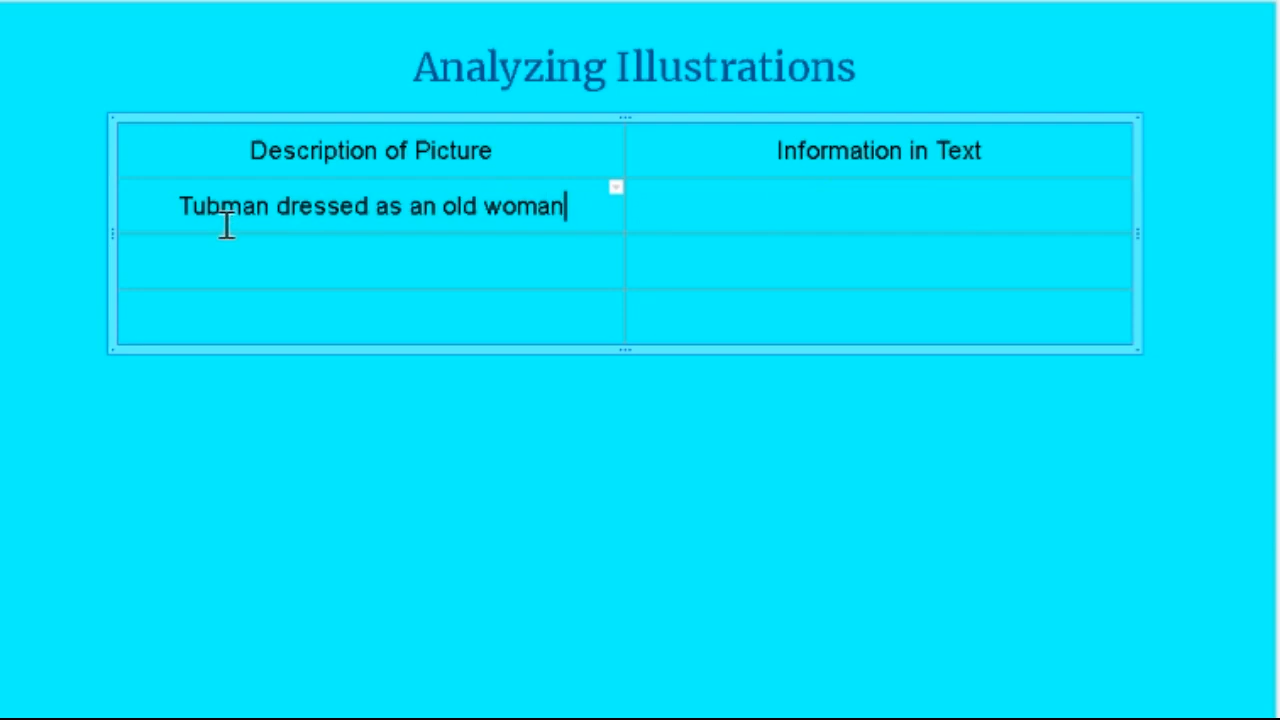 Analyzing Illustrations
Description of Picture
Information in Text
Tubman dressed as an old woman